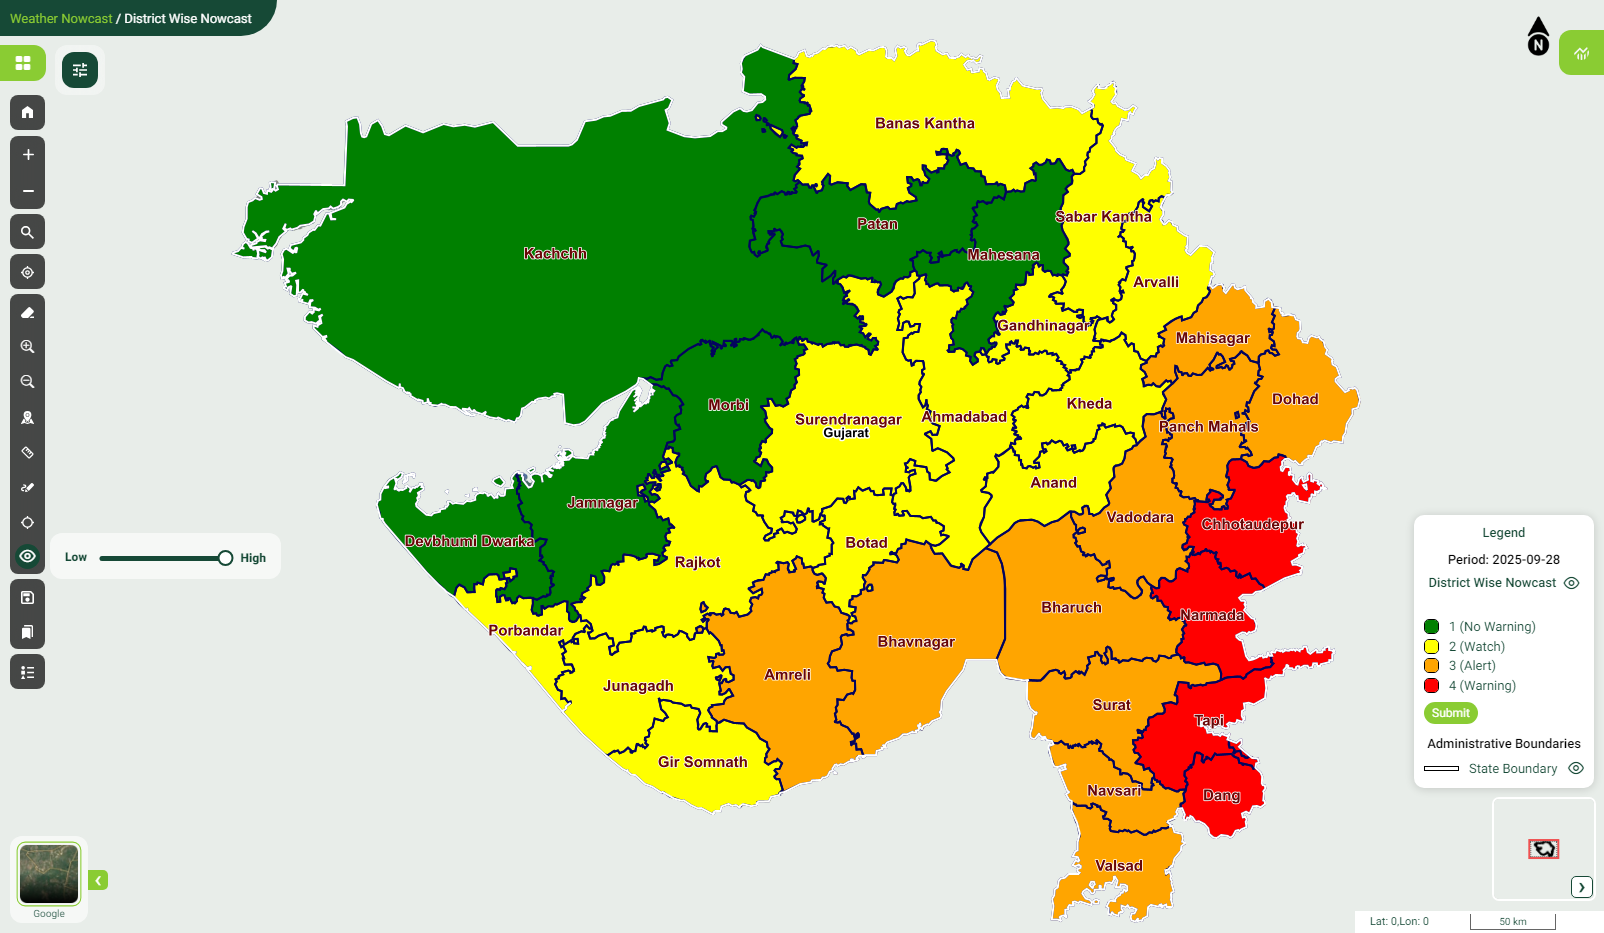 Weather Nowcast / District Wise Nowcast
N
Banas Kantha
Patan
Sabar Kantha
Kachchh
Mahesana
Arvalli
Gandhinagar
Mahisagar
Morbi
Surendranagar
Gujarat
Ahmadabad
Kheda
Dohad
Panch Mahals
Anand
Jamnagar
Vadodara
Chhotaudepur
Devbhumi Dwarka
Botad
Rajkot
Bharuch
Narmada
Porbandar
Bhavnagar
Amreli
Junagadh
Surat
Tapi
Gir Somnath
Navsari
Dang
Valsad
Low
High
Legend
Period: 2025-09-28
District Wise Nowcast
1 (No Warning)
2 (Watch)
3 (Alert)
4 (Warning)
Submit
Administrative Boundaries
State Boundary
Google
Lat: 0,Lon: 0
50 km